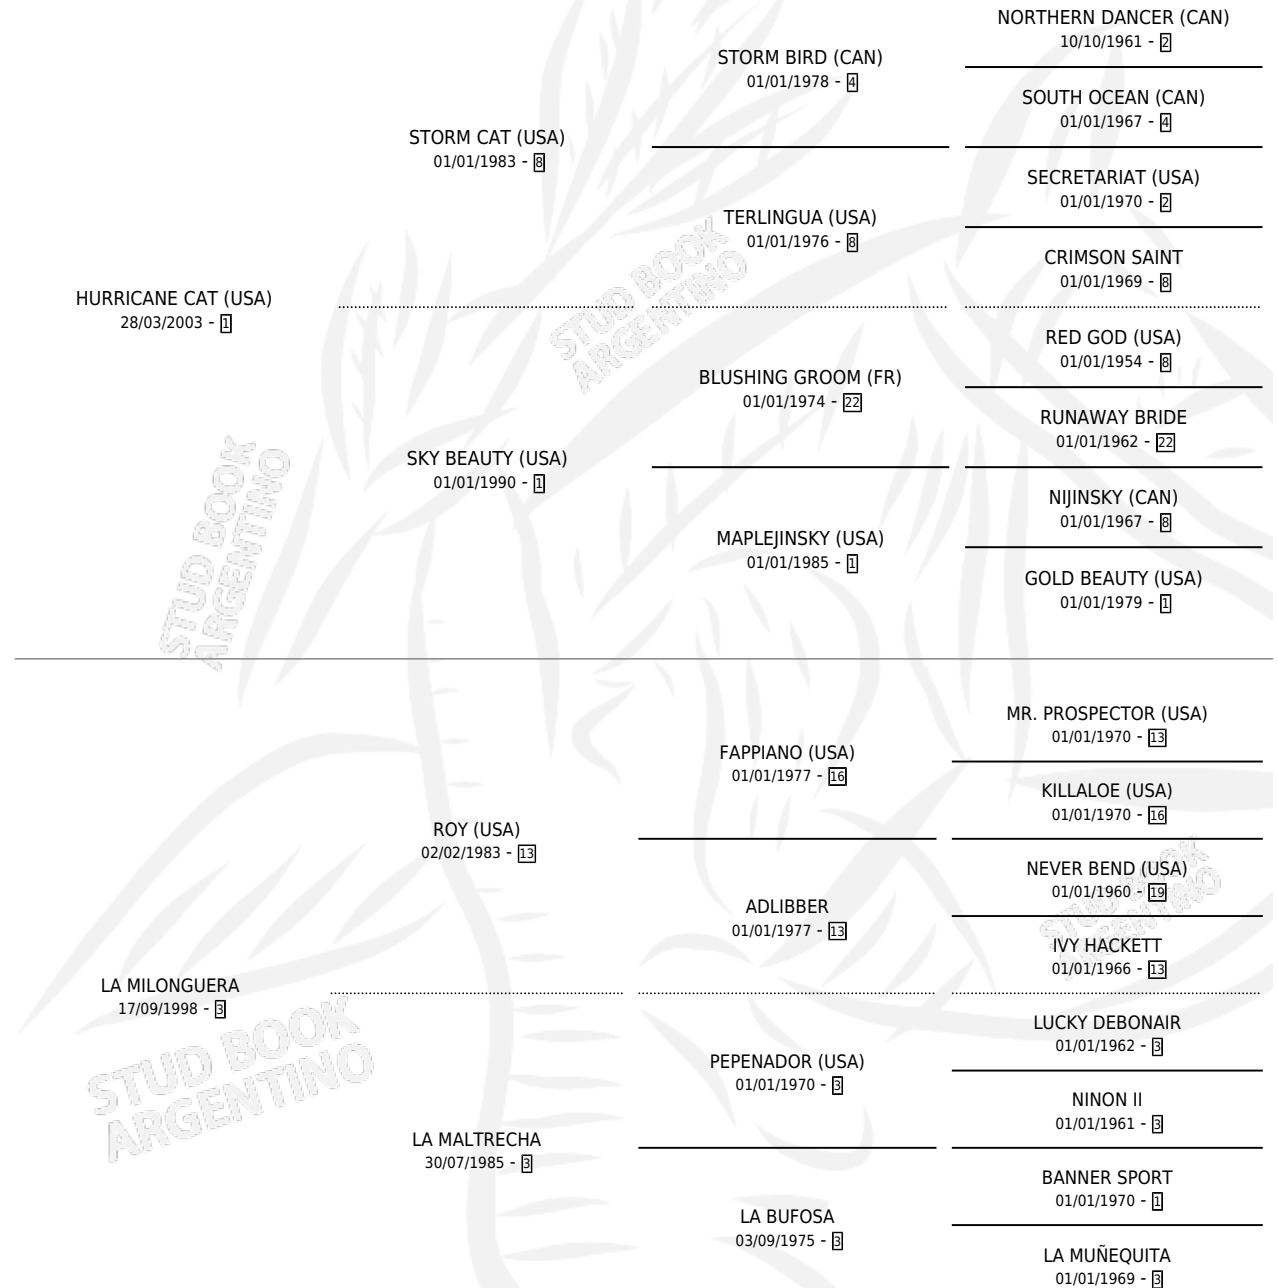 NORTHERN DANCER (CAN)
10/10/1961 - 2
STORM BIRD (CAN)
01/01/1978 - 4
SOUTH OCEAN (CAN)
01/01/1967 - 4
STORM CAT (USA)
01/01/1983 - 8
SECRETARIAT (USA)
01/01/1970 - 2
TERLINGUA (USA)
01/01/1976 - 8
CRIMSON SAINT
01/01/1969 - 8
HURRICANE CAT (USA)
28/03/2003 - 1
RED GOD (USA)
01/01/1954 - 8
BLUSHING GROOM (FR)
01/01/1974 - 22
RUNAWAY BRIDE
01/01/1962 - 22
SKY BEAUTY (USA)
01/01/1990 - 1
NIJINSKY (CAN)
01/01/1967 - 8
MAPLEJINSKY (USA)
01/01/1985 - 1
GOLD BEAUTY (USA)
01/01/1979 - 1
STUD BOOK
ARGENTINO
STUD BOOK
ARGENTINO
MR. PROSPECTOR (USA)
01/01/1970 - 13
FAPPIANO (USA)
01/01/1977 - 16
KILLALOE (USA)
01/01/1970 - 16
ROY (USA)
02/02/1983 - 13
NEVER BEND (USA)
01/01/1960 - 19
ADLIBBER
01/01/1977 - 13
IVY HACKETT
01/01/1966 - 13
LA MILONGUERA
17/09/1998 - 3
LUCKY DEBONAIR
01/01/1962 - 3
PEPENADOR (USA)
01/01/1970 - 3
NINON II
01/01/1961 - 3
LA MALTRECHA
30/07/1985 - 3
BANNER SPORT
01/01/1970 - 1
LA BUFOSA
03/09/1975 - 3
LA MUÑEQUITA
01/01/1969 - 3
STUD BOOK
ARGENTINO
STUD BOOK
ARGENTINO